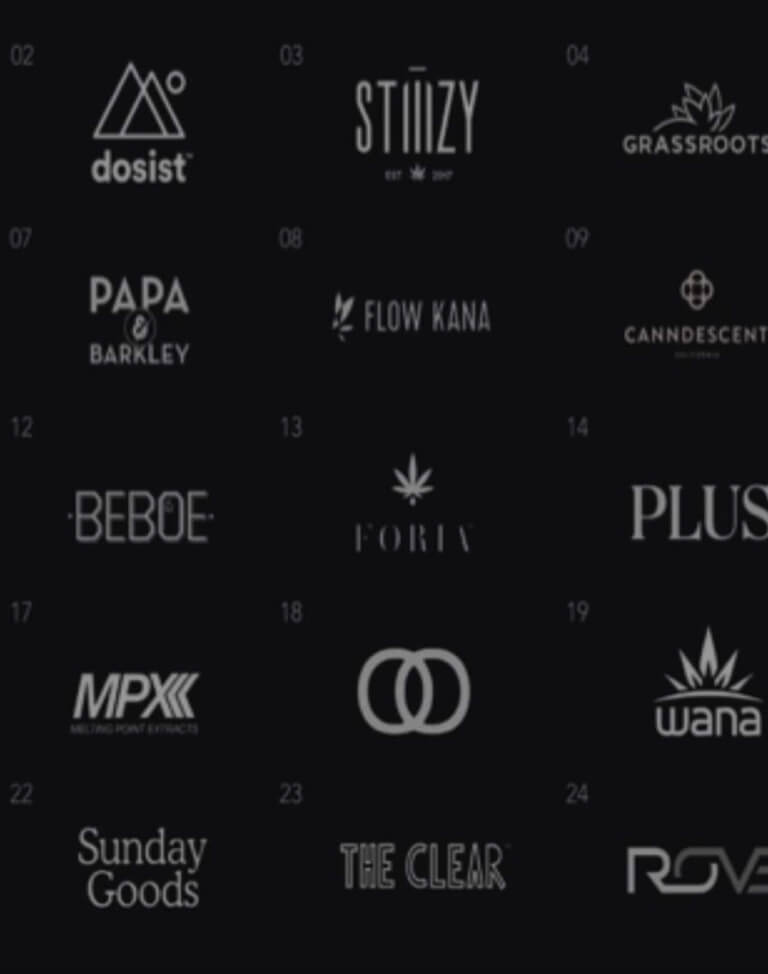 02
03
04
dosist™
STIIIZY
EST 2017
GRASSROOTS
07
08
09
PAPA
&
BARKLEY
FLOW KANA
CANNDESCENT
CALIFORNIA
12
13
14
BEBOE
FORIA
PLUS
17
18
19
MPX
MELTING POINT EXTRACTS
wana
22
23
24
Sunday
Goods
THE CLEAR
ROVE